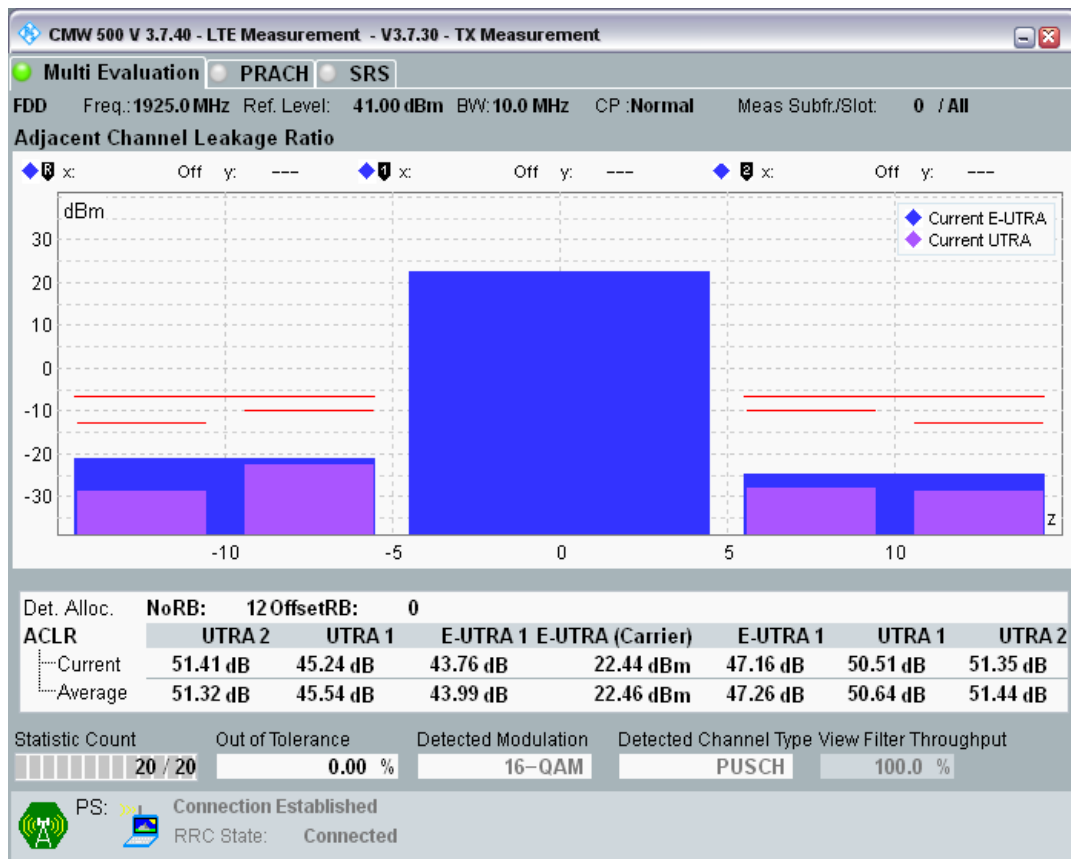 CMW 500 V 3.7.40 - LTE Measurement - V3.7.30 - TX Measurement
Multi Evaluation PRACH SRS
FDD Freq.: 1925.0 MHz Ref. Level: 41.00 dBm BW: 10.0 MHz CP :Normal Meas Subfr./Slot: 0 / All
Adjacent Channel Leakage Ratio
R x: Off y: --- 1 x: Off y: --- 2 x: Off y: ---
dBm
Current E-UTRA
Current UTRA
30
20
10
0
-10
-20
-30
z
-10 -5 0 5 10
Det. Alloc. NoRB: 12 OffsetRB: 0
ACLR UTRA 2 UTRA 1 E-UTRA 1 E-UTRA (Carrier) E-UTRA 1 UTRA 1 UTRA 2
Current 51.41 dB 45.24 dB 43.76 dB 22.44 dBm 47.16 dB 50.51 dB 51.35 dB
Average 51.32 dB 45.54 dB 43.99 dB 22.46 dBm 47.26 dB 50.64 dB 51.44 dB
Statistic Count Out of Tolerance Detected Modulation Detected Channel Type View Filter Throughput
20 / 20 0.00 % 16-QAM PUSCH 100.0 %
PS: Connection Established
RRC State: Connected